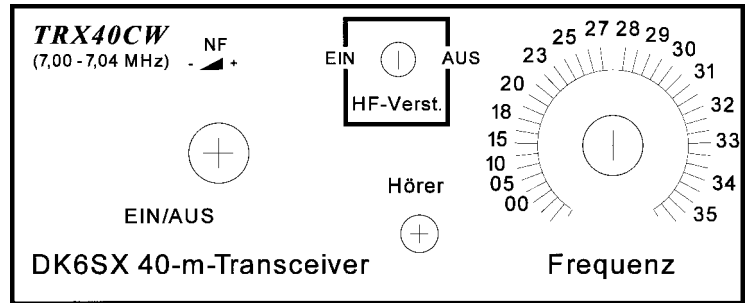 TRX40CW
(7,00 - 7,04 MHz)
NF
- +
EIN AUS
HF-Verst.
EIN/AUS
Hörer
00 05 10 15 18 20 23 25 27 28 29 30 31 32 33 34 35
DK6SX 40-m-Transceiver
Frequenz